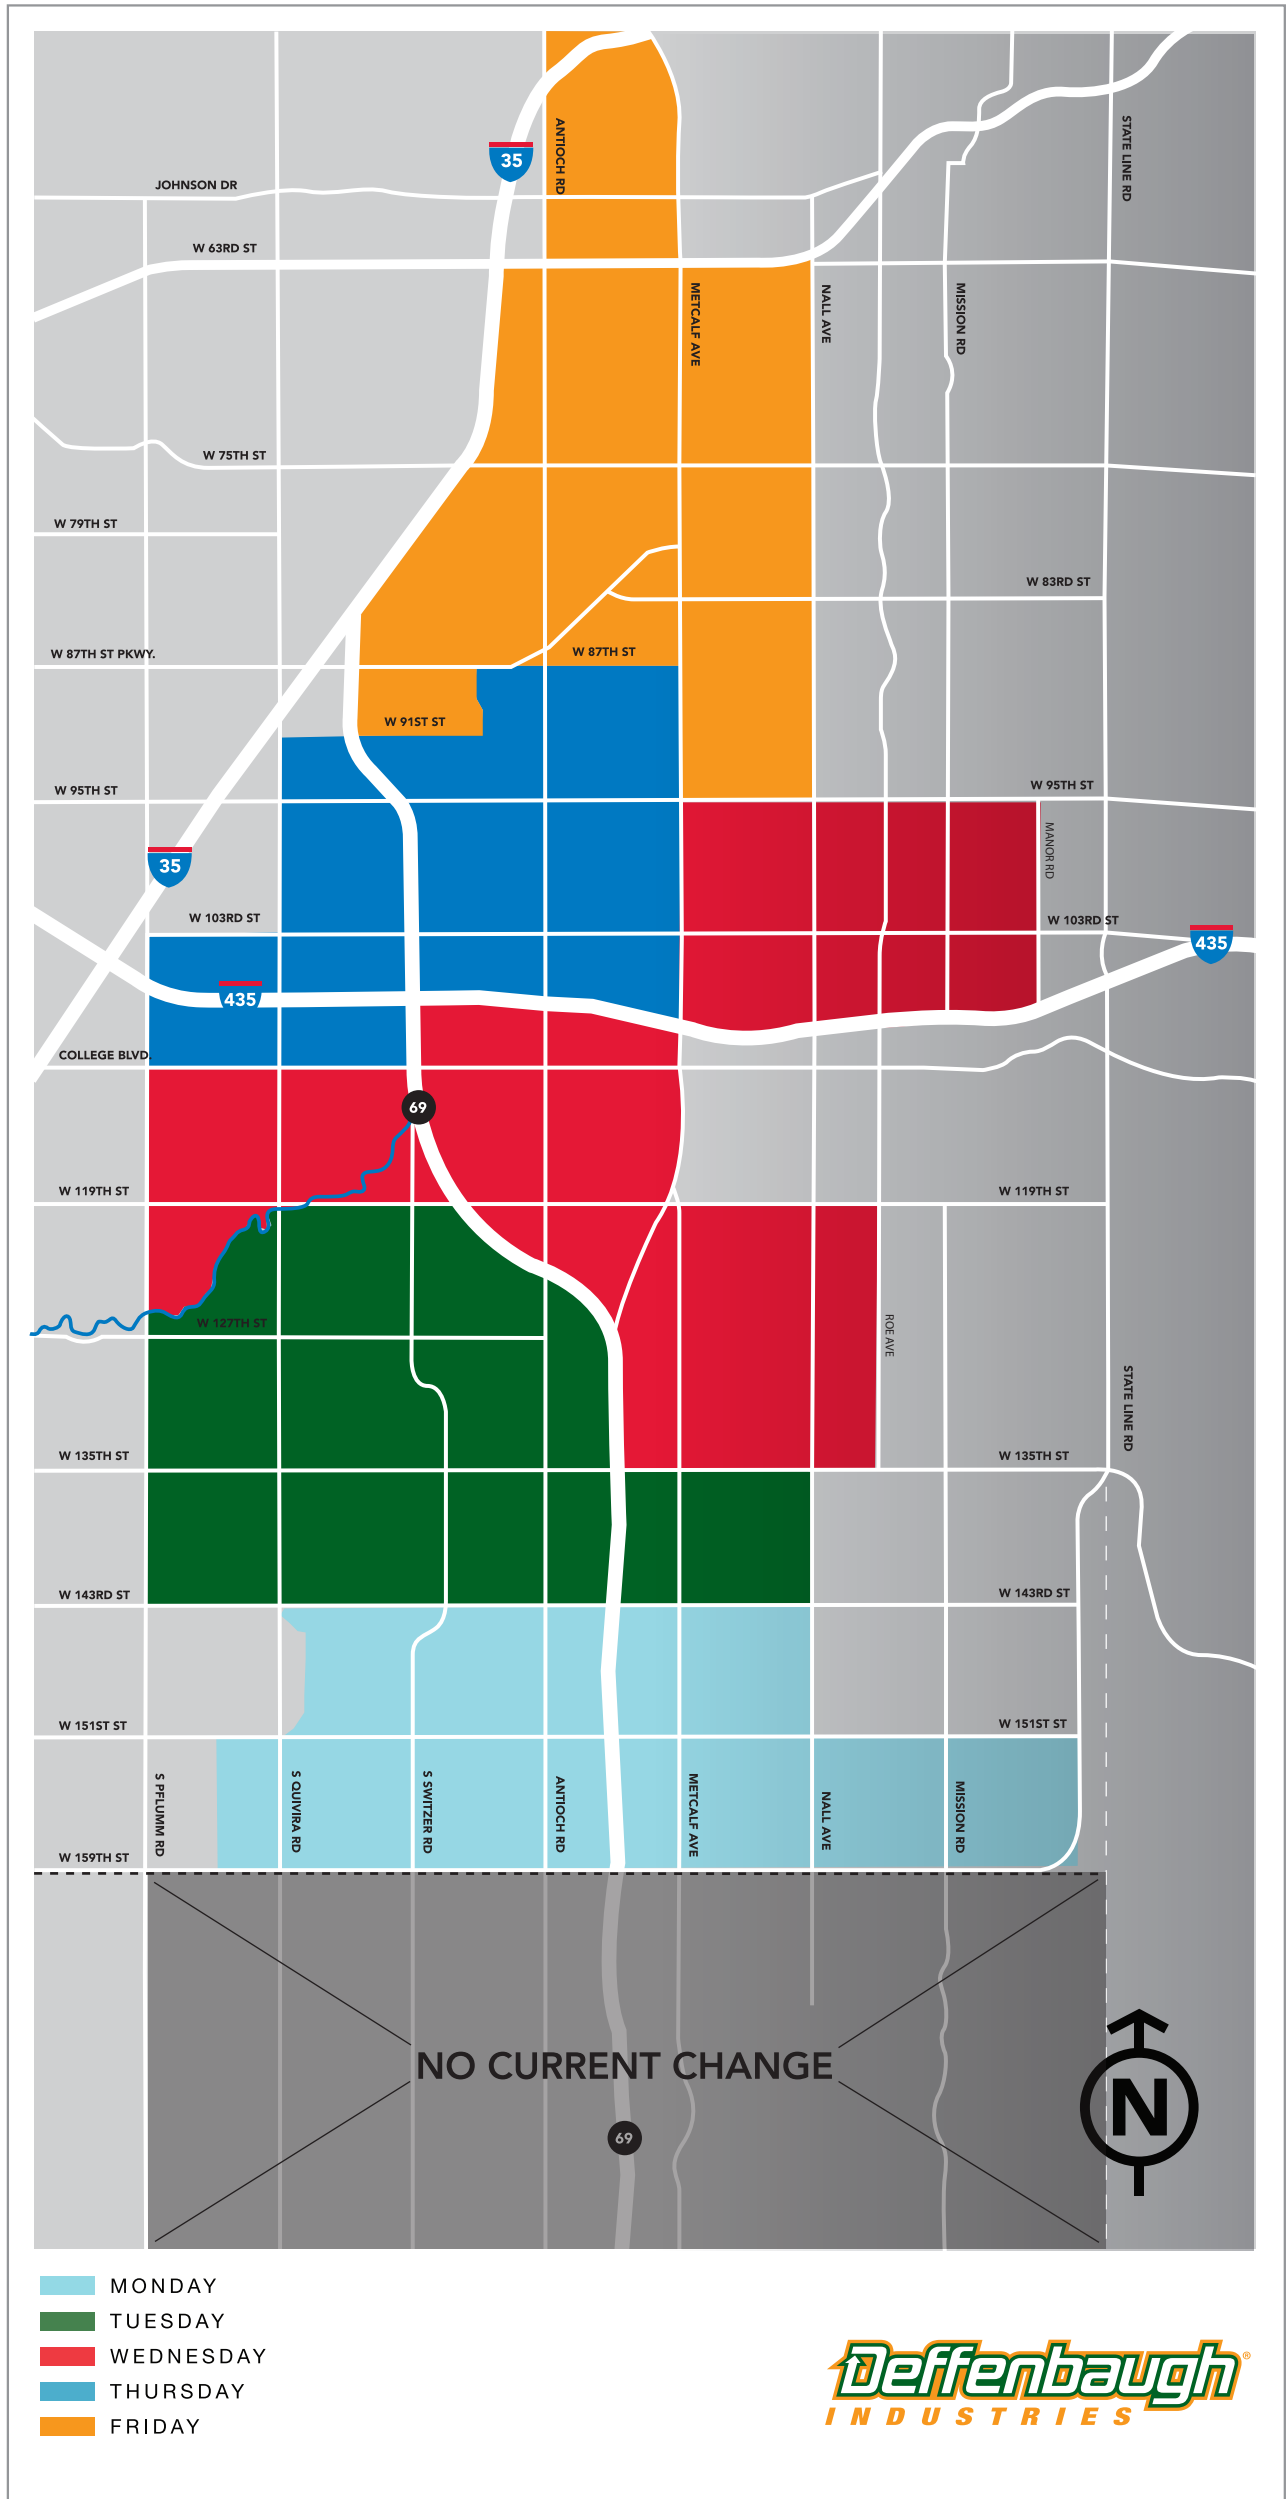 ANTIOCH RD
STATE LINE RD
35
JOHNSON DR
W 63RD ST
METCALF AVE
NALL AVE
MISSION RD
W 75TH ST
W 79TH ST
W 83RD ST
W 87TH ST PKWY.
W 87TH ST
W 91ST ST
W 95TH ST
W 95TH ST
MANOR RD
35
W 103RD ST
W 103RD ST
435
435
COLLEGE BLVD.
69
W 119TH ST
W 119TH ST
W 127TH ST
ROE AVE
STATE LINE RD
W 135TH ST
W 135TH ST
W 143RD ST
W 143RD ST
W 151ST ST
W 151ST ST
S PFLUMM RD
S QUIVIRA RD
S SWITZER RD
ANTIOCH RD
METCALF AVE
NALL AVE
MISSION RD
W 159TH ST
NO CURRENT CHANGE
69
N
MONDAY
TUESDAY
WEDNESDAY
THURSDAY
FRIDAY
Deffenbaugh®
INDUSTRIES